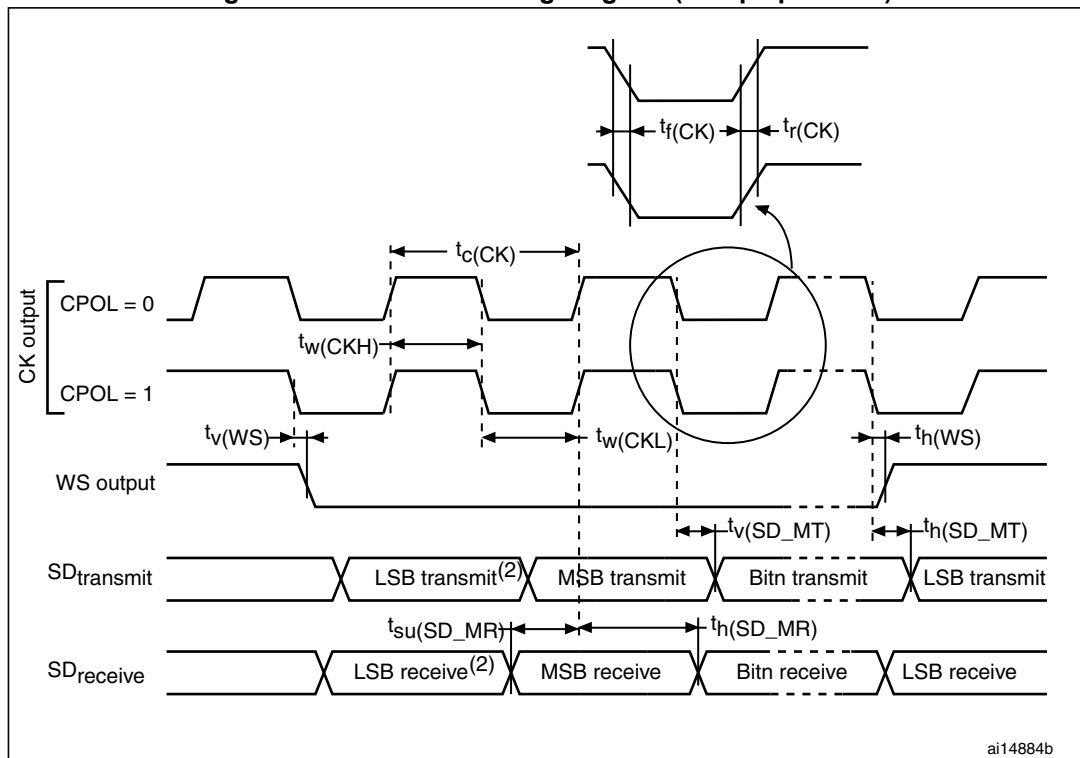 tf(CK)
tr(CK)
tc(CK)
CK output
CPOL = 0
tw(CKH)
CPOL = 1
tv(WS)
tw(CKL)
th(WS)
WS output
tv(SD_MT)
th(SD_MT)
SDtransmit
LSB transmit(2)
MSB transmit
Bitn transmit
LSB transmit
tsu(SD_MR)
th(SD_MR)
SDreceive
LSB receive(2)
MSB receive
Bitn receive
LSB receive
ai14884b